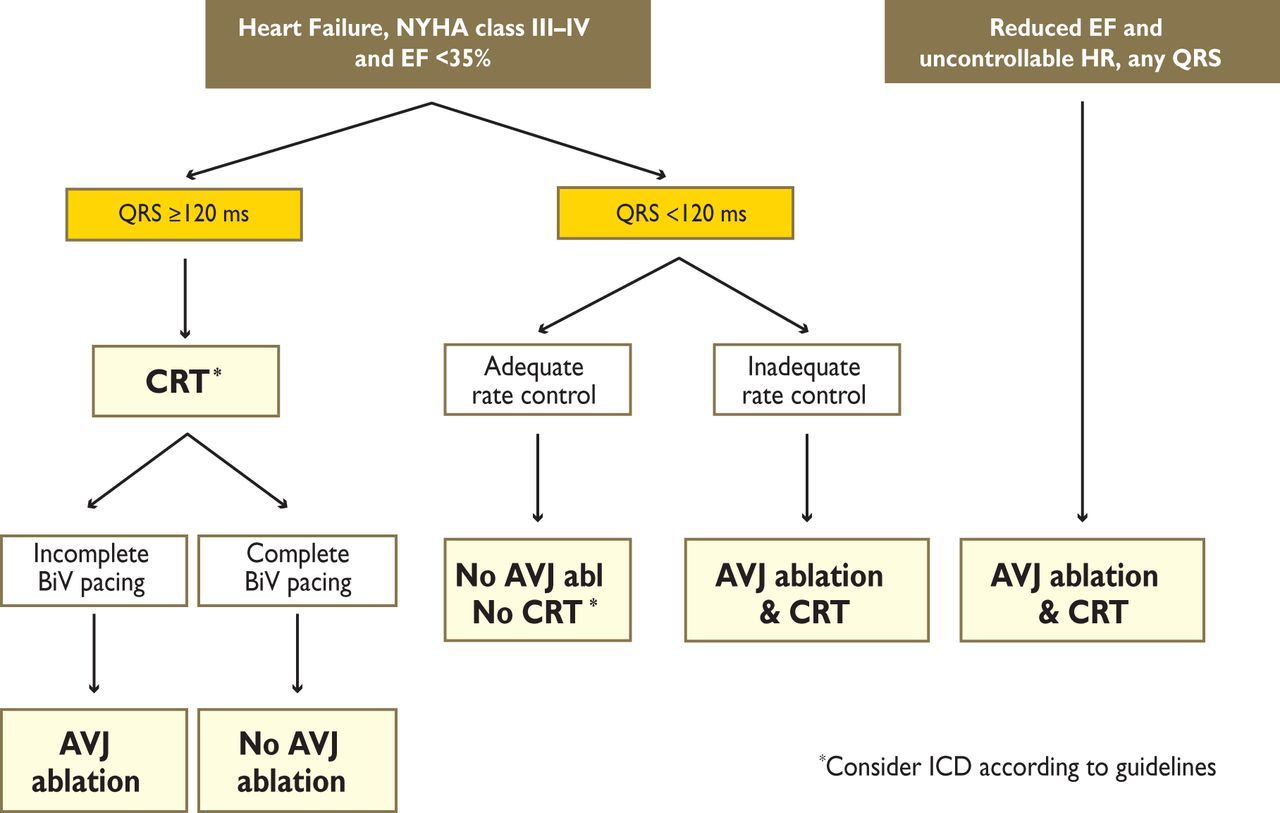 Heart Failure, NYHA class III–IV
and EF <35%
Reduced EF and
uncontrollable HR, any QRS
QRS ≥120 ms
QRS <120 ms
CRT*
Adequate
rate control
Inadequate
rate control
Incomplete
BiV pacing
Complete
BiV pacing
No AVJ abl
No CRT*
AVJ ablation
& CRT
AVJ ablation
& CRT
AVJ
ablation
No AVJ
ablation
*Consider ICD according to guidelines